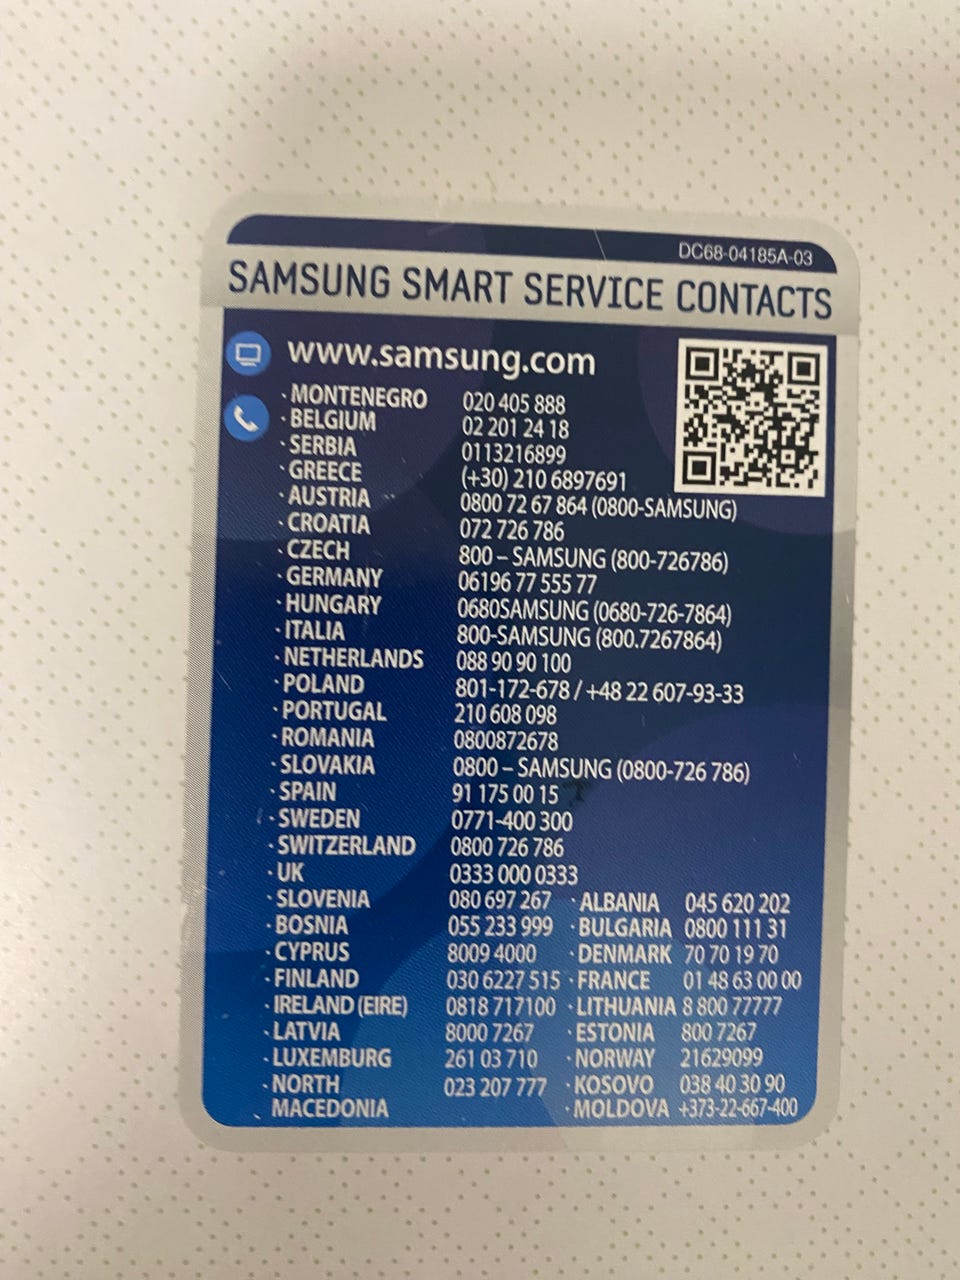 DC68-04185A-03
SAMSUNG SMART SERVICE CONTACTS
www.samsung.com
· MONTENEGRO 020 405 888
· BELGIUM 02 201 24 18
· SERBIA 0113216899
· GREECE (+30) 210 6897691
· AUSTRIA 0800 72 67 864 (0800-SAMSUNG)
· CROATIA 072 726 786
· CZECH 800 – SAMSUNG (800-726786)
· GERMANY 06196 77 555 77
· HUNGARY 0680SAMSUNG (0680-726-7864)
· ITALIA 800-SAMSUNG (800.7267864)
· NETHERLANDS 088 90 90 100
· POLAND 801-172-678 / +48 22 607-93-33
· PORTUGAL 210 608 098
· ROMANIA 0800872678
· SLOVAKIA 0800 – SAMSUNG (0800-726 786)
· SPAIN 91 175 00 15
· SWEDEN 0771-400 300
· SWITZERLAND 0800 726 786
· UK 0333 000 0333
· SLOVENIA 080 697 267 · ALBANIA 045 620 202
· BOSNIA 055 233 999 · BULGARIA 0800 111 31
· CYPRUS 8009 4000 · DENMARK 70 70 19 70
· FINLAND 030 6227 515 · FRANCE 01 48 63 00 00
· IRELAND (EIRE) 0818 717100 · LITHUANIA 8 800 77777
· LATVIA 8000 7267 · ESTONIA 800 7267
· LUXEMBURG 261 03 710 · NORWAY 21629099
· NORTH 023 207 777 · KOSOVO 038 40 30 90
MACEDONIA · MOLDOVA +373-22-667-400